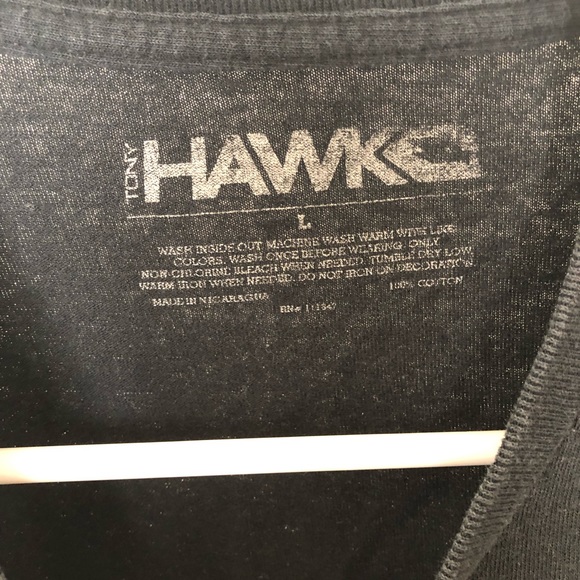 TONY HAWK
L
WASH INSIDE OUT MACHINE WASH WARM WITH LIKE
COLORS. WASH ONCE BEFORE WEARING. ONLY
NON-CHLORINE BLEACH WHEN NEEDED. TUMBLE DRY LOW.
WARM IRON WHEN NEEDED. DO NOT IRON ON DECORATION
MADE IN NICARAGUA 100% COTTON
RN#